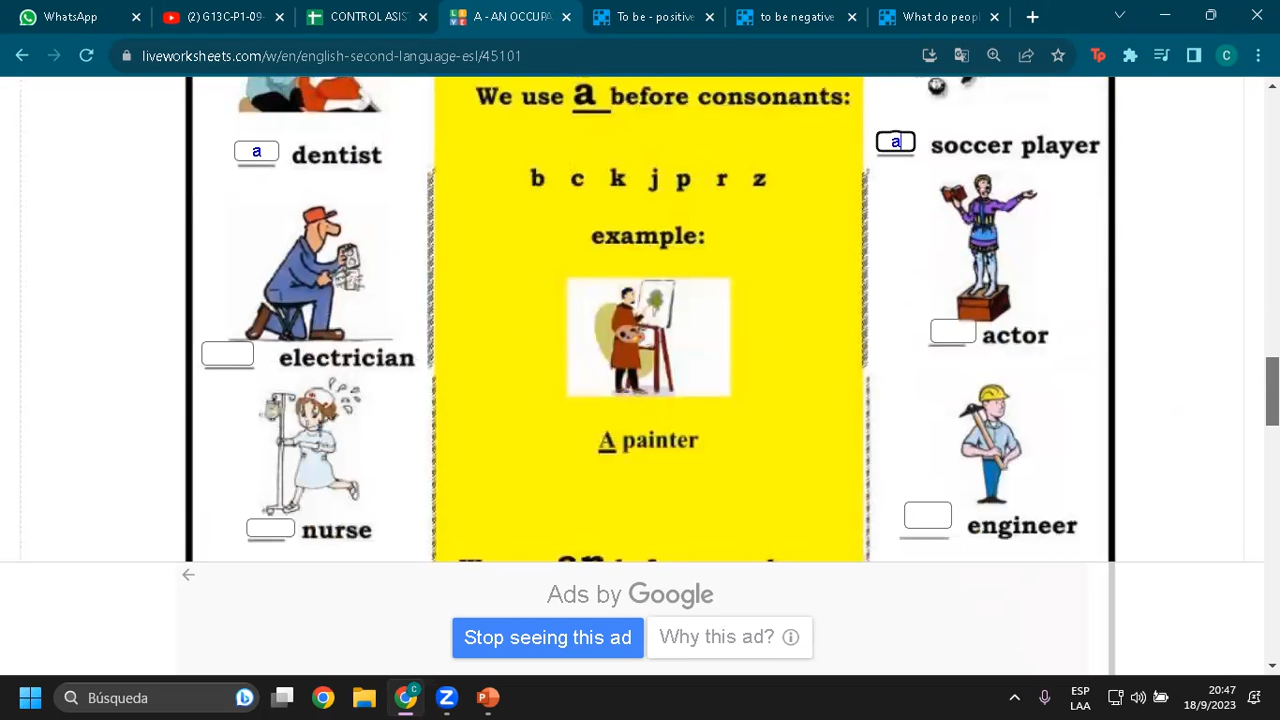 WhatsApp
(2) G13C-P1-09-
CONTROL ASIST
A - AN OCCUPA
To be - positive
to be negative
What do peopl
liveworksheets.com/w/en/english-second-language-esl/45101
We use a before consonants:
a dentist
a soccer player
b c k j p r z
example:
actor
electrician
A painter
nurse
engineer
Ads by Google
Stop seeing this ad
Why this ad?
Búsqueda
ESP
LAA
20:47
18/9/2023